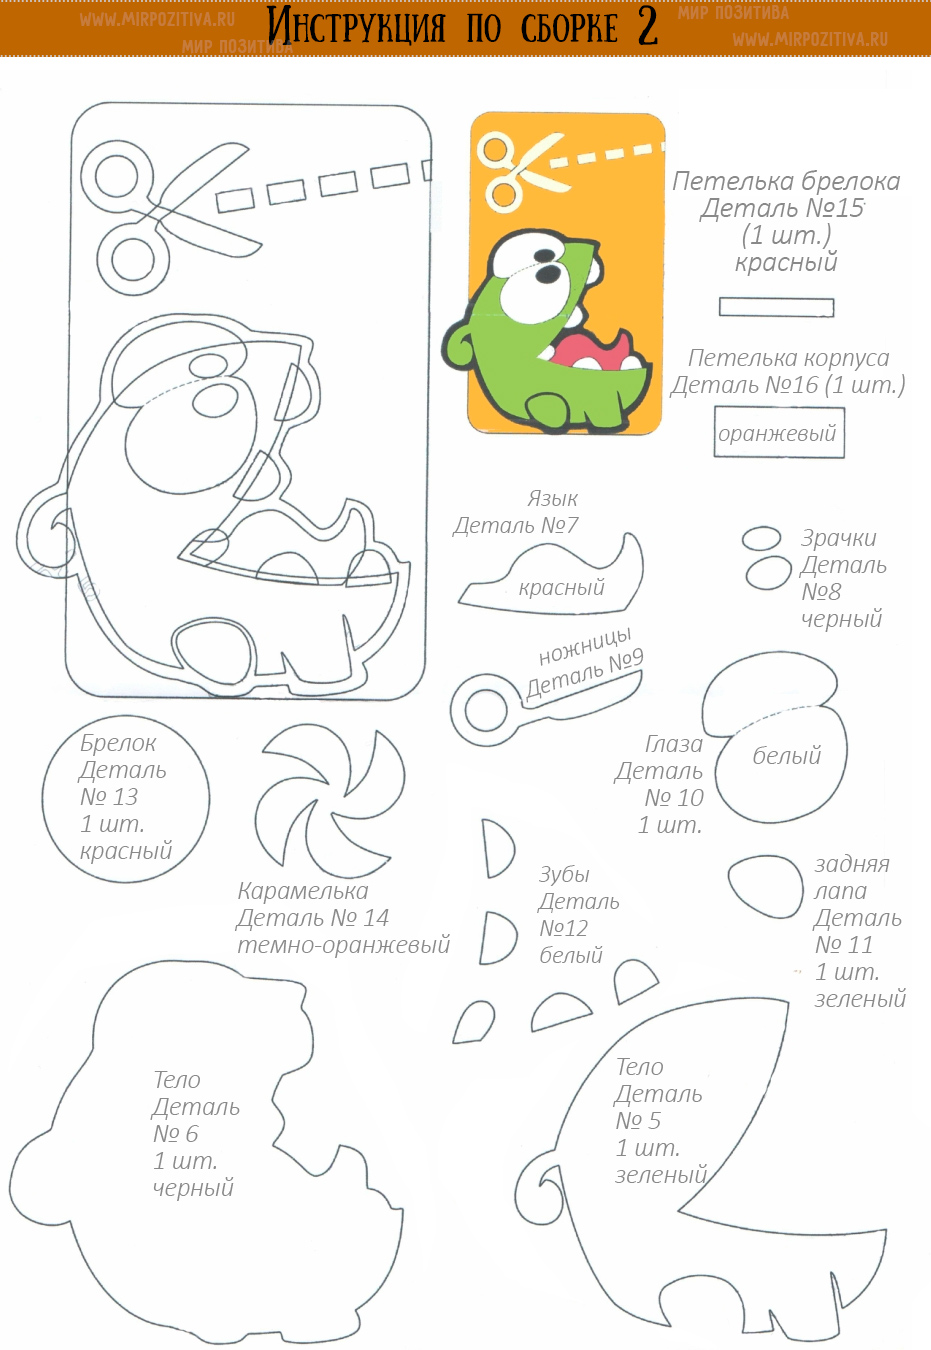 WWW.MIRPOZITIVA.RU
МИР ПОЗИТИВА
Инструкция по сборке 2
МИР ПОЗИТИВА
WWW.MIRPOZITIVA.RU
Петелька брелока
Деталь №15
(1 шт.)
красный
Петелька корпуса
Деталь №16 (1 шт.)
оранжевый
Язык
Деталь №7
красный
Зрачки
Деталь
№8
черный
ножницы
Деталь №9
Глаза
Деталь
№ 10
1 шт.
белый
Брелок
Деталь
№ 13
1 шт.
красный
Карамелька
Деталь № 14
темно-оранжевый
Зубы
Деталь
№12
белый
задняя
лапа
Деталь
№ 11
1 шт.
зеленый
Тело
Деталь
№ 6
1 шт.
черный
Тело
Деталь
№ 5
1 шт.
зеленый